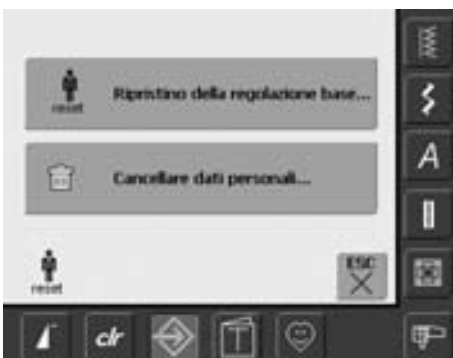 reset
Ripristino della regolazione base...
Cancellare dati personali...
reset
ESC
A
clr
T